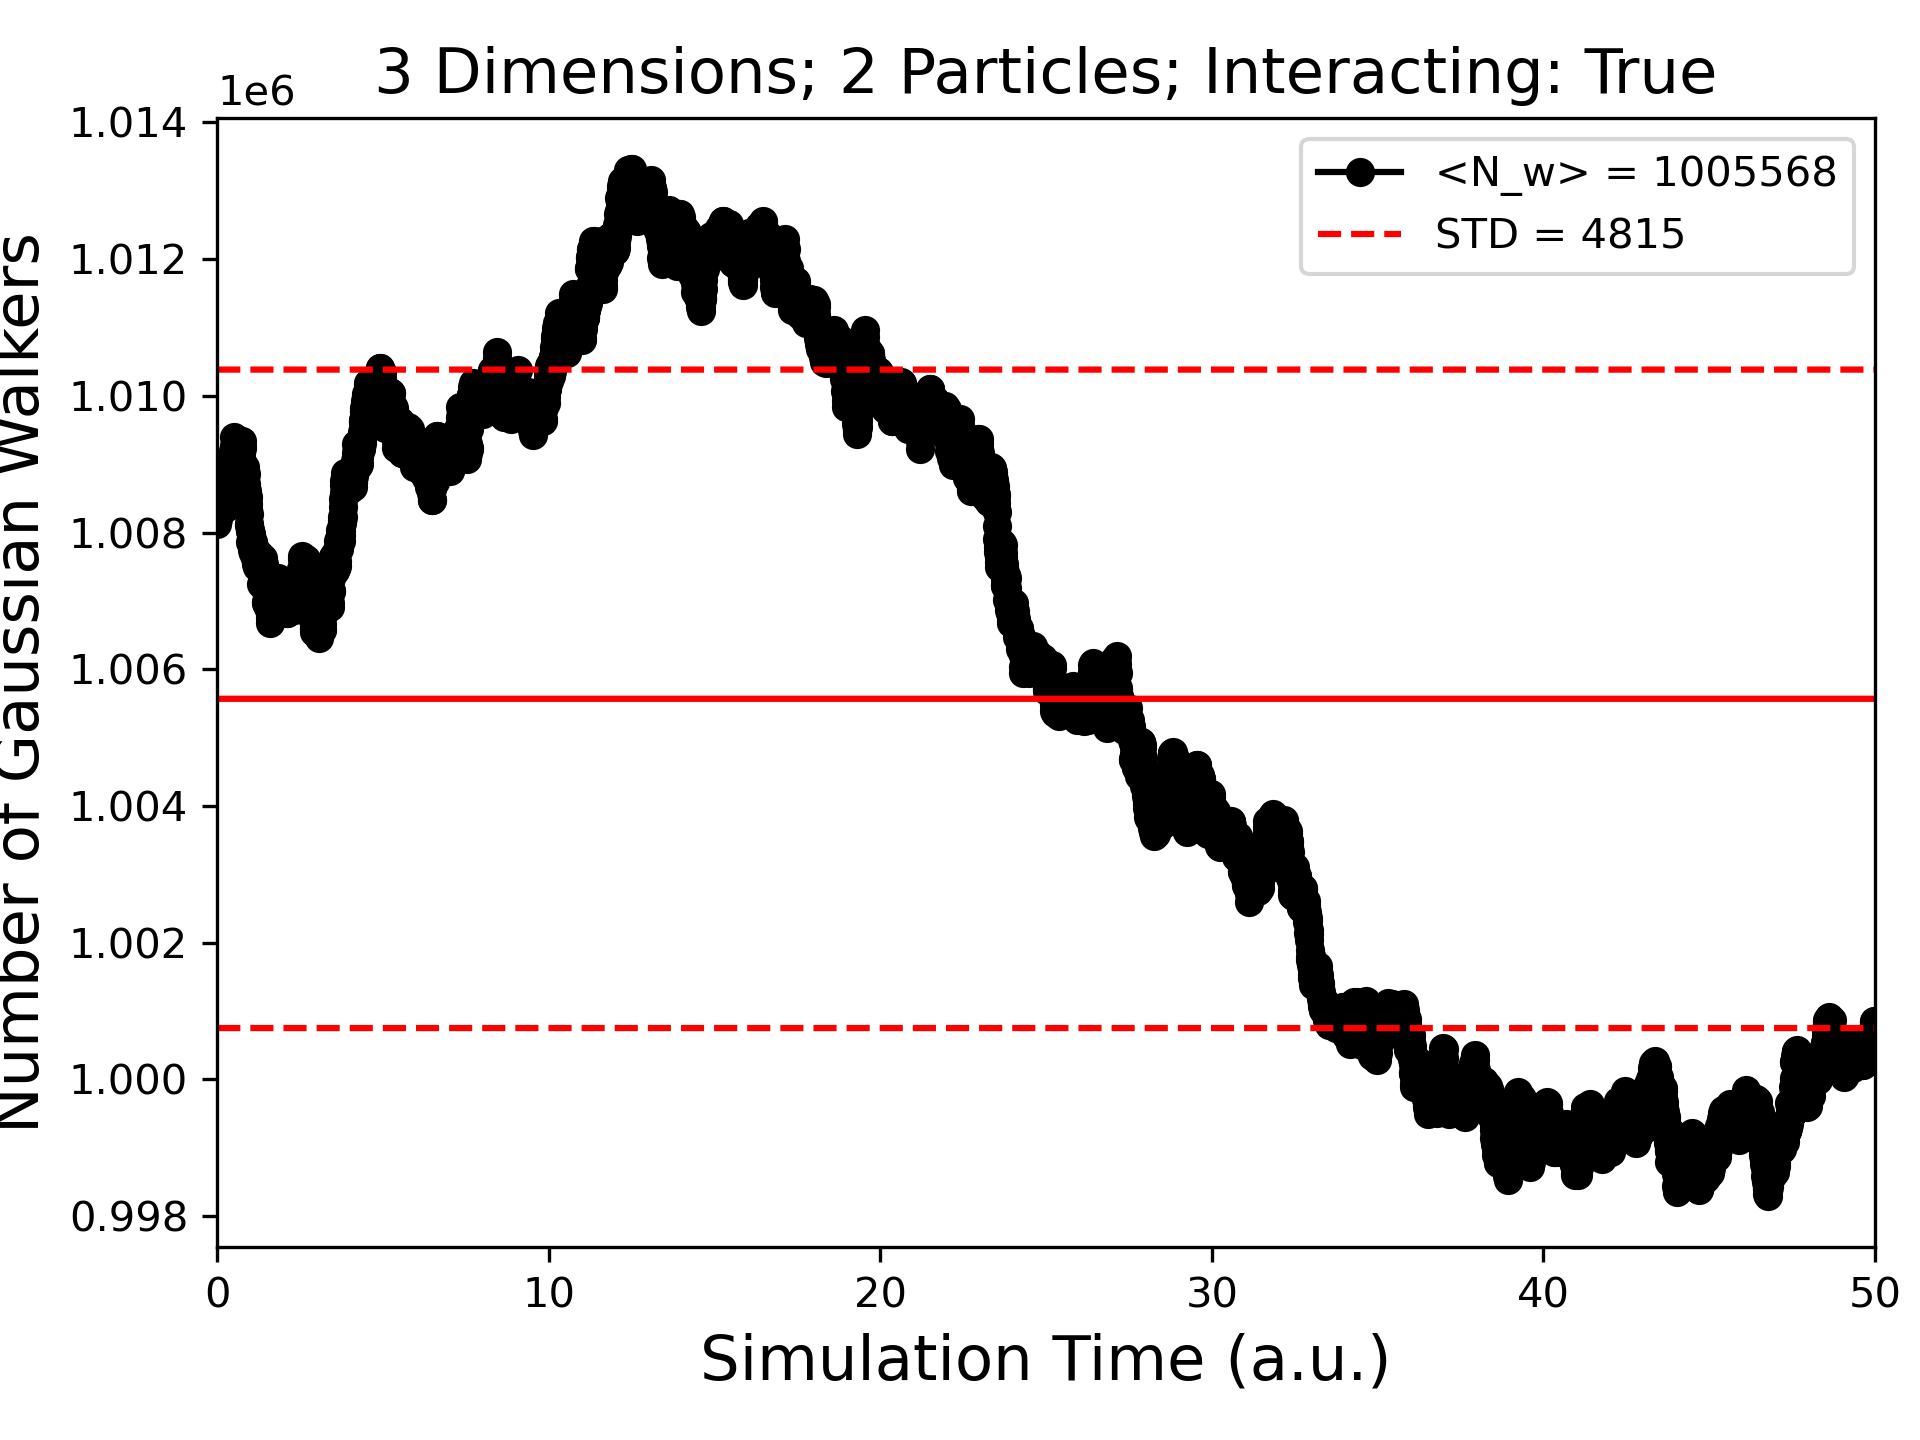 3 Dimensions; 2 Particles; Interacting: True
1e6
1.014
1.012
1.010
1.008
1.006
1.004
1.002
1.000
0.998
Number of Gaussian Walkers
<N_w> = 1005568
STD = 4815
0 10 20 30 40 50
Simulation Time (a.u.)